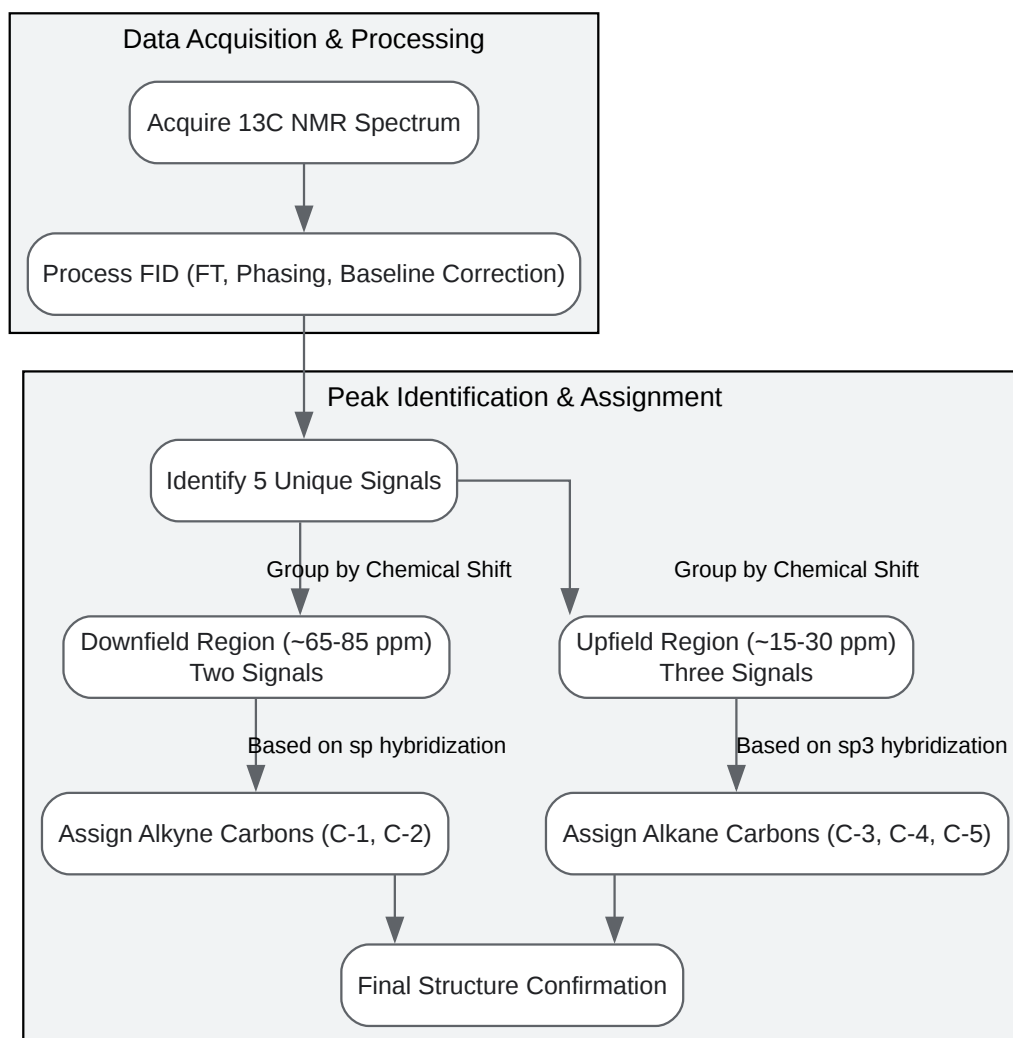 Data Acquisition & Processing
Acquire 13C NMR Spectrum
Process FID (FT, Phasing, Baseline Correction)
Peak Identification & Assignment
Identify 5 Unique Signals
Group by Chemical Shift
Group by Chemical Shift
Downfield Region (~65-85 ppm)
Two Signals
Upfield Region (~15-30 ppm)
Three Signals
Based on sp hybridization
Based on sp3 hybridization
Assign Alkyne Carbons (C-1, C-2)
Assign Alkane Carbons (C-3, C-4, C-5)
Final Structure Confirmation